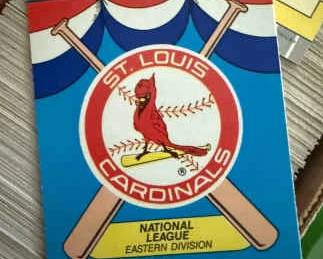 ST. LOUIS
CARDINALS
®
NATIONAL
LEAGUE
EASTERN DIVISION